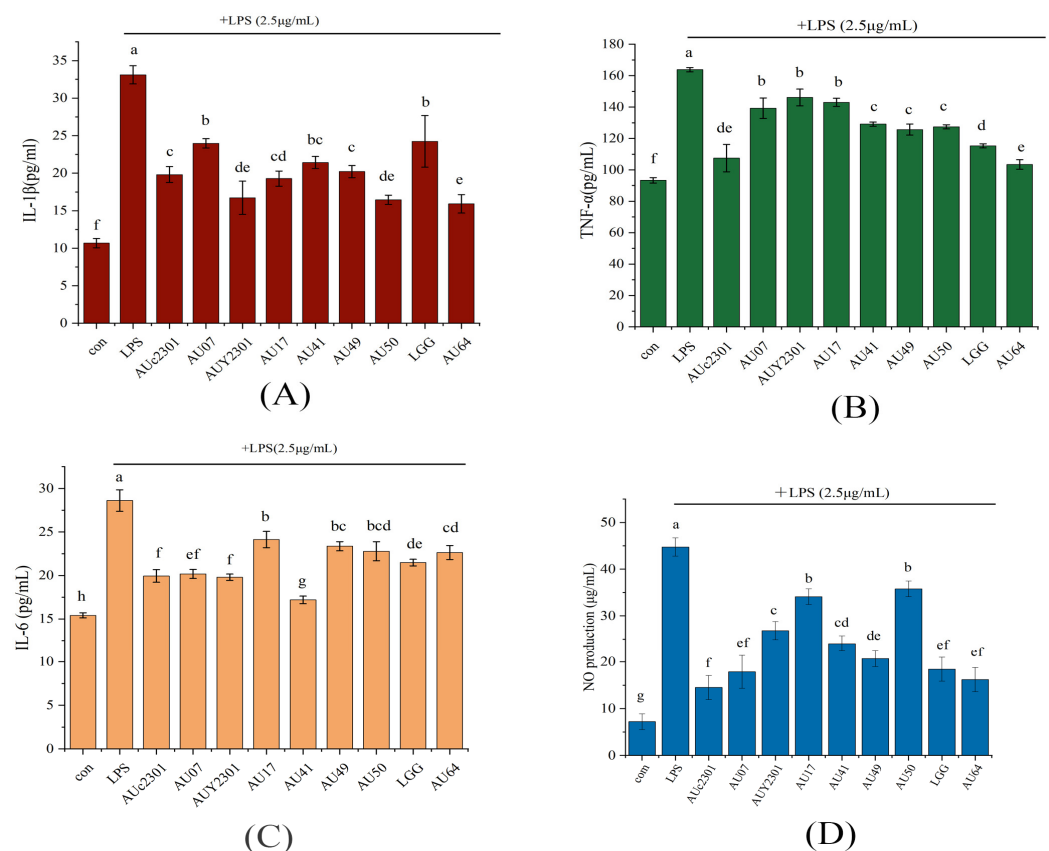 +LPS (2.5μg/mL)
IL-1β(pg/ml)
35
30
25
20
15
10
5
0
f
a
c
b
de
cd
bc
c
de
b
e
con
LPS
AUc2301
AU07
AUY2301
AU17
AU41
AU49
AU50
LGG
AU64
(A)
+LPS (2.5μg/mL)
TNF-α(pg/mL)
180
160
140
120
100
80
60
40
20
0
f
a
de
b
b
b
c
c
c
d
e
con
LPS
AUc2301
AU07
AUY2301
AU17
AU41
AU49
AU50
LGG
AU64
(B)
+LPS(2.5μg/mL)
IL-6 (pg/mL)
30
25
20
15
10
5
0
h
a
f
ef
f
b
g
bc
bcd
de
cd
con
LPS
AUc2301
AU07
AUY2301
AU17
AU41
AU49
AU50
LGG
AU64
(C)
+LPS (2.5μg/mL)
NO production (μg/mL)
50
40
30
20
10
0
g
a
f
ef
c
b
cd
de
b
ef
ef
con
LPS
AUc2301
AU07
AUY2301
AU17
AU41
AU49
AU50
LGG
AU64
(D)